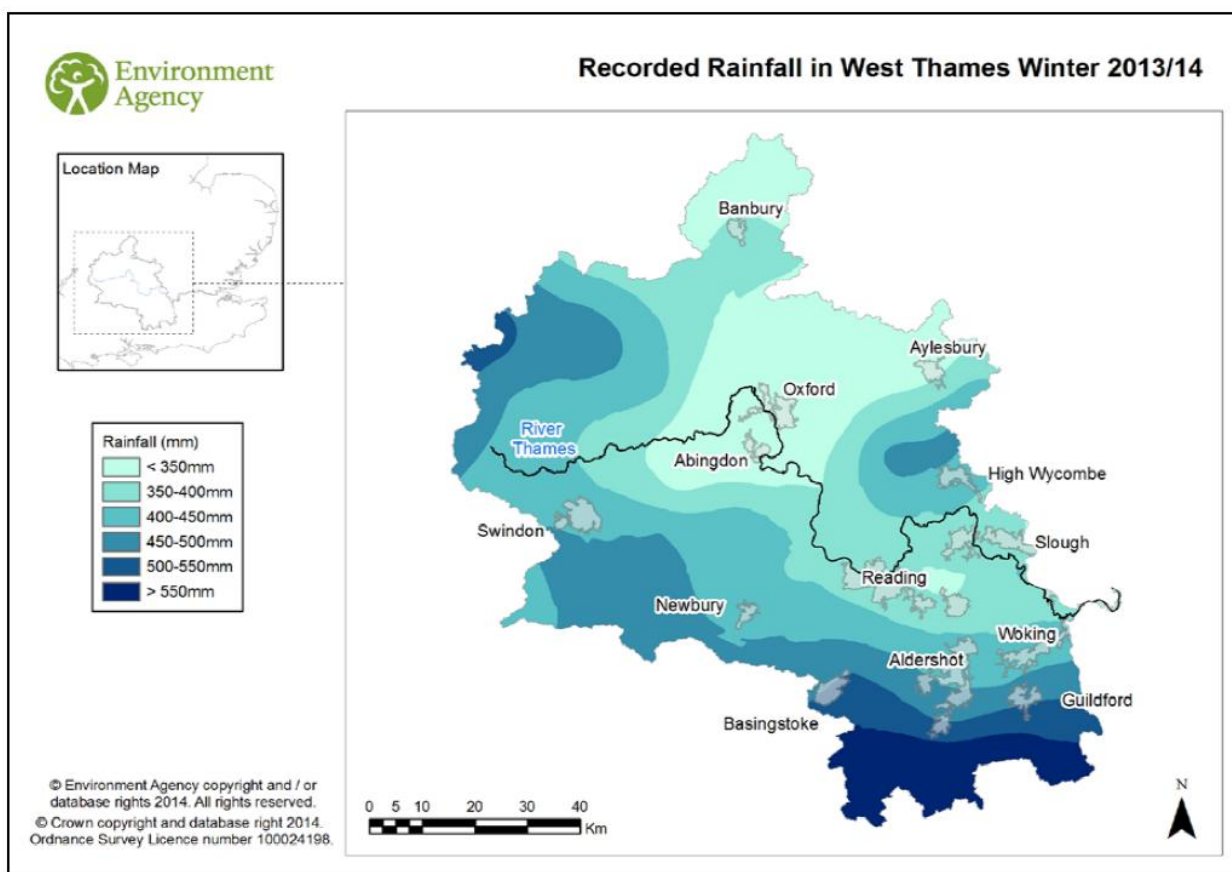 Environment
Agency
Recorded Rainfall in West Thames Winter 2013/14
Location Map
Rainfall (mm)
< 350mm
350-400mm
400-450mm
450-500mm
500-550mm
> 550mm
Banbury
Aylesbury
Oxford
River
Thames
Abingdon
High Wycombe
Swindon
Slough
Reading
Newbury
Woking
Aldershot
Guildford
Basingstoke
© Environment Agency copyright and / or
database rights 2014. All rights reserved.
© Crown copyright and database right 2014.
Ordnance Survey Licence number 100024198.
0 5 10 20 30 40
Km
N